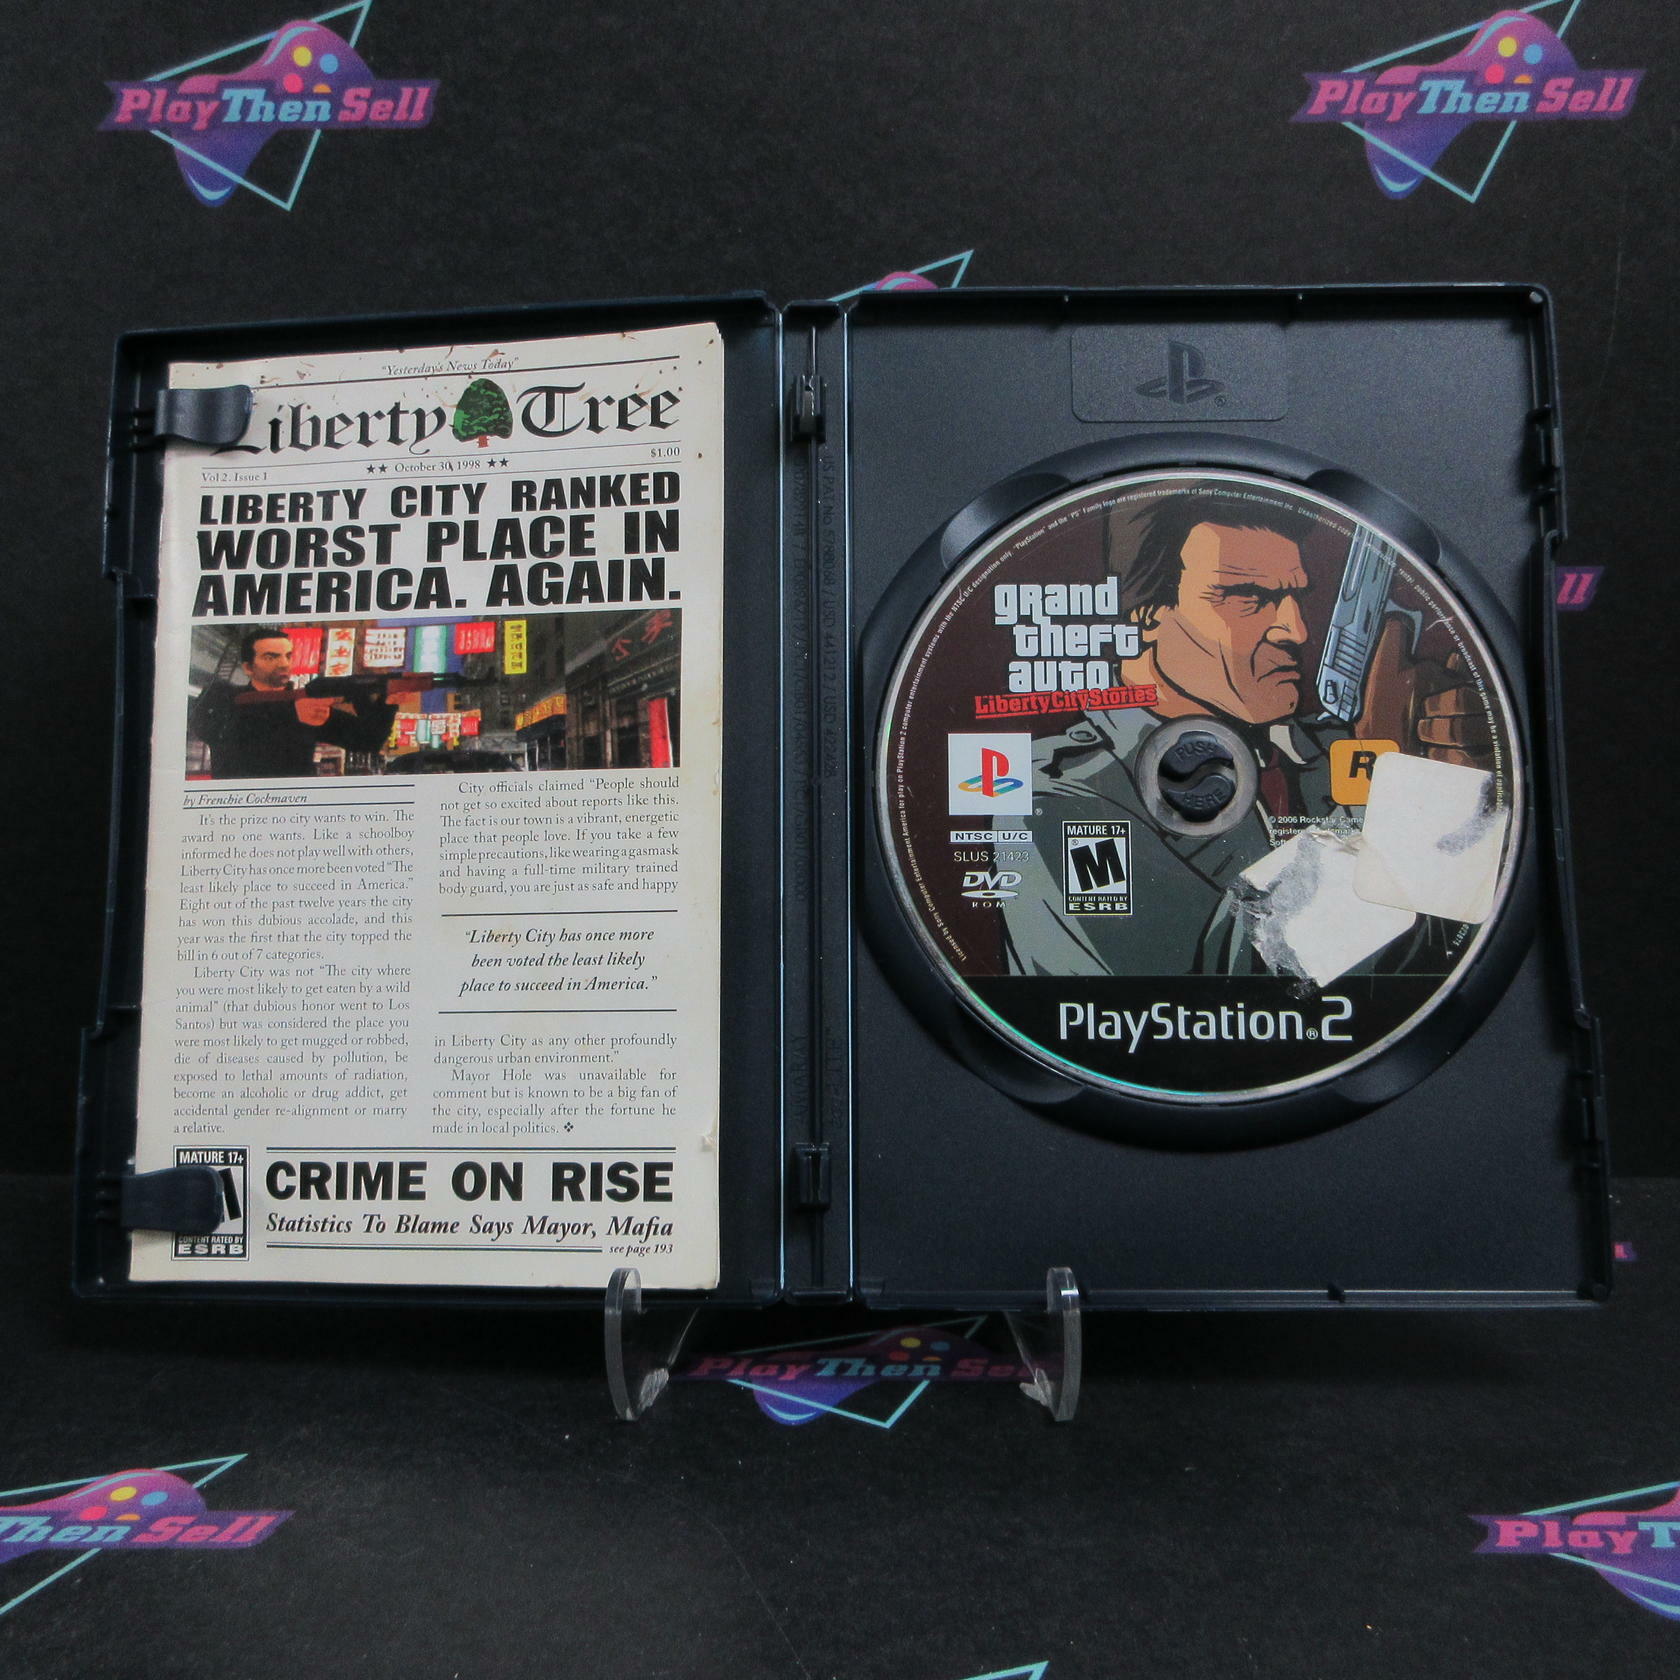 Play Then Sell
Play Then Sell
"Yesterday's News Today"
Liberty Tree
Vol 2. Issue 1
★★ October 30, 1998 ★★
$1.00
LIBERTY CITY RANKED
WORST PLACE IN
AMERICA. AGAIN.
by Frenchie Cockmaven
It's the prize no city wants to win. The
award no one wants. Like a schoolboy
informed he does not play well with others,
Liberty City has once more been voted "The
least likely place to succeed in America."
Eight out of the past twelve years the city
has won this dubious accolade, and this
year was the first that the city topped the
bill in 6 out of 7 categories.
Liberty City was not "The city where
you were most likely to get eaten by a wild
animal" (that dubious honor went to Los
Santos) but was considered the place you
were most likely to get mugged or robbed,
die of diseases caused by pollution, be
exposed to lethal amounts of radiation,
become an alcoholic or drug addict, get
accidental gender re-alignment or marry
a relative.
City officials claimed "People should
not get so excited about reports like this.
The fact is our town is a vibrant, energetic
place that people love. If you take a few
simple precautions, like wearing a gasmask
and having a full-time military trained
body guard, you are just as safe and happy
"Liberty City has once more
been voted the least likely
place to succeed in America."
in Liberty City as any other profoundly
dangerous urban environment."
Mayor Hole was unavailable for
comment but is known to be a big fan of
the city, especially after the fortune he
made in local politics. ❖
MATURE 17+
CONTENT RATED BY
ESRB
CRIME ON RISE
Statistics To Blame Says Mayor, Mafia
see page 193
grand
theft
auto
Liberty City Stories
PUSH
HERE
R
NTSC U/C
SLUS 21423
DVD
ROM
MATURE 17+
M
CONTENT RATED BY
ESRB
© 2006 Rockstar Game
PlayStation®2
Play Then Sell
Then Sell
Play